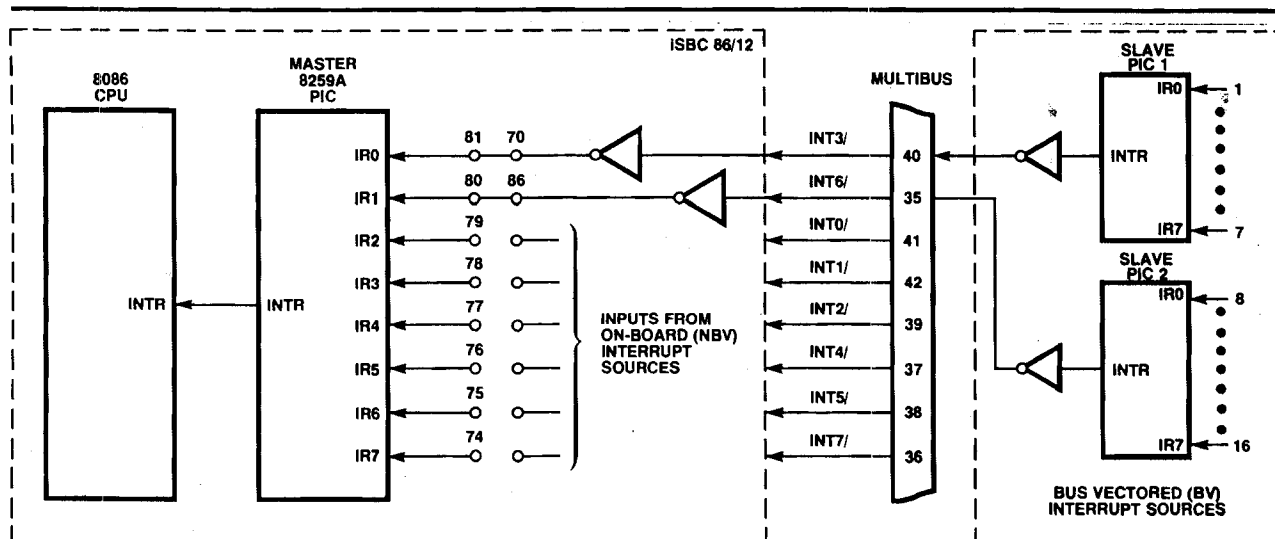 iSBC 86/12
8086
CPU
INTR
MASTER
8259A
PIC
IR0
IR1
IR2
IR3
IR4
IR5
IR6
IR7
INTR
81 70
80 86
79
78
77
76
75
74
INPUTS FROM
ON-BOARD (NBV)
INTERRUPT
SOURCES
MULTIBUS
INT3/ 40
INT6/ 35
INT0/ 41
INT1/ 42
INT2/ 39
INT4/ 37
INT5/ 38
INT7/ 36
SLAVE
PIC 1
IR0 1
INTR
IR7 7
SLAVE
PIC 2
IR0 8
INTR
IR7 16
BUS VECTORED (BV)
INTERRUPT SOURCES